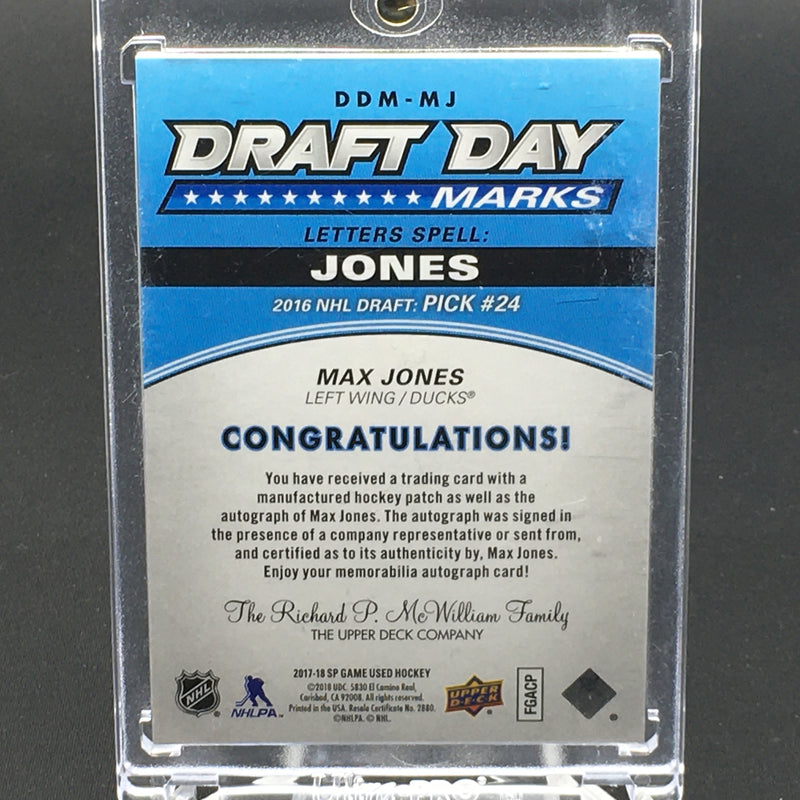 DDM-MJ
DRAFT DAY
MARKS
LETTERS SPELL:
JONES
2016 NHL DRAFT: PICK #24
MAX JONES
LEFT WING / DUCKS®
CONGRATULATIONS!
You have received a trading card with a
manufactured hockey patch as well as the
autograph of Max Jones. The autograph was signed in
the presence of a company representative or sent from,
and certified as to its authenticity by, Max Jones.
Enjoy your memorabilia autograph card!
The Richard P. McWilliam Family
THE UPPER DECK COMPANY
2017-18 SP GAME USED HOCKEY
©2018 UDC. 5830 El Camino Real,
Carlsbad, CA 92008. All rights reserved.
Printed in the USA. Resale Certificate No. 2880.
©NHLPA. © NHL.
NHL
NHLPA
UPPER DECK
FGACP